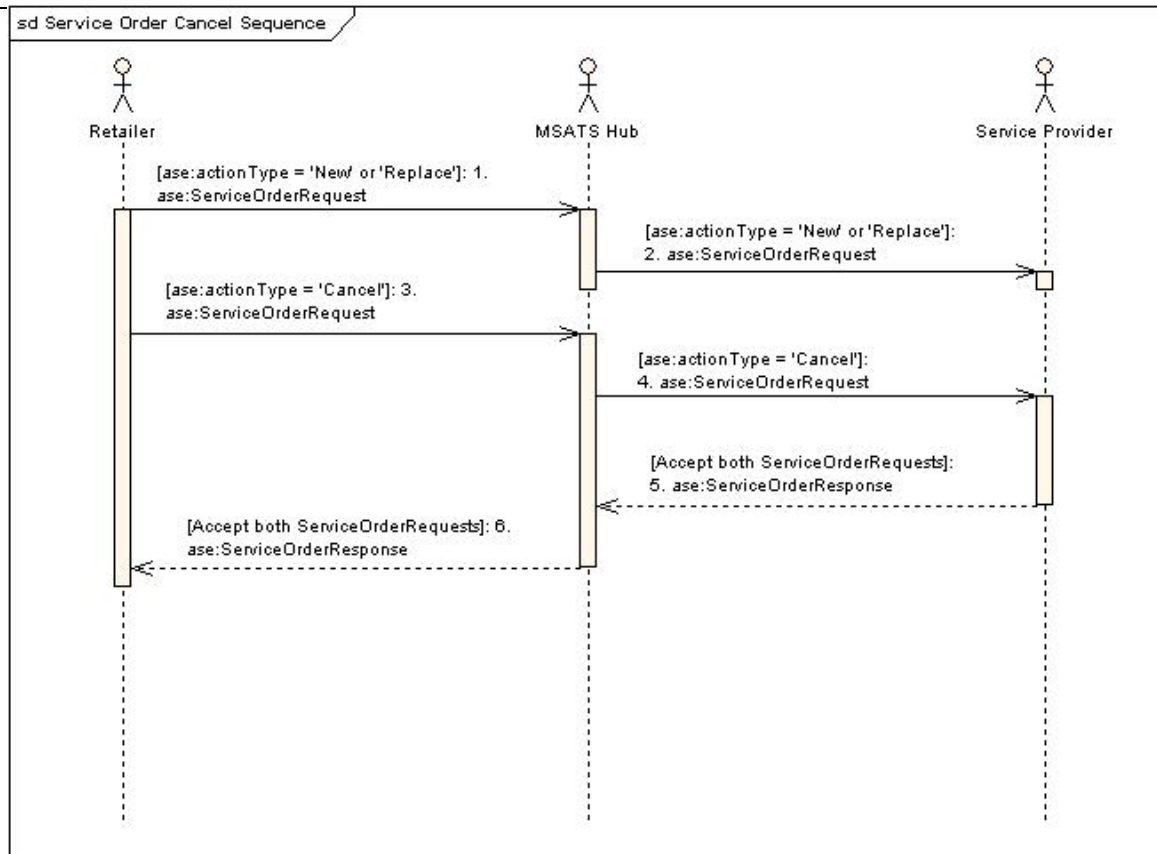 sd Service Order Cancel Sequence
Retailer
MSATS Hub
Service Provider
[ase:actionType = 'New' or 'Replace']: 1.
ase:ServiceOrderRequest
[ase:actionType = 'New' or 'Replace']:
2. ase:ServiceOrderRequest
[ase:actionType = 'Cancel']: 3.
ase:ServiceOrderRequest
[ase:actionType = 'Cancel']:
4. ase:ServiceOrderRequest
[Accept both ServiceOrderRequests]:
5. ase:ServiceOrderResponse
[Accept both ServiceOrderRequests]: 6.
ase:ServiceOrderResponse